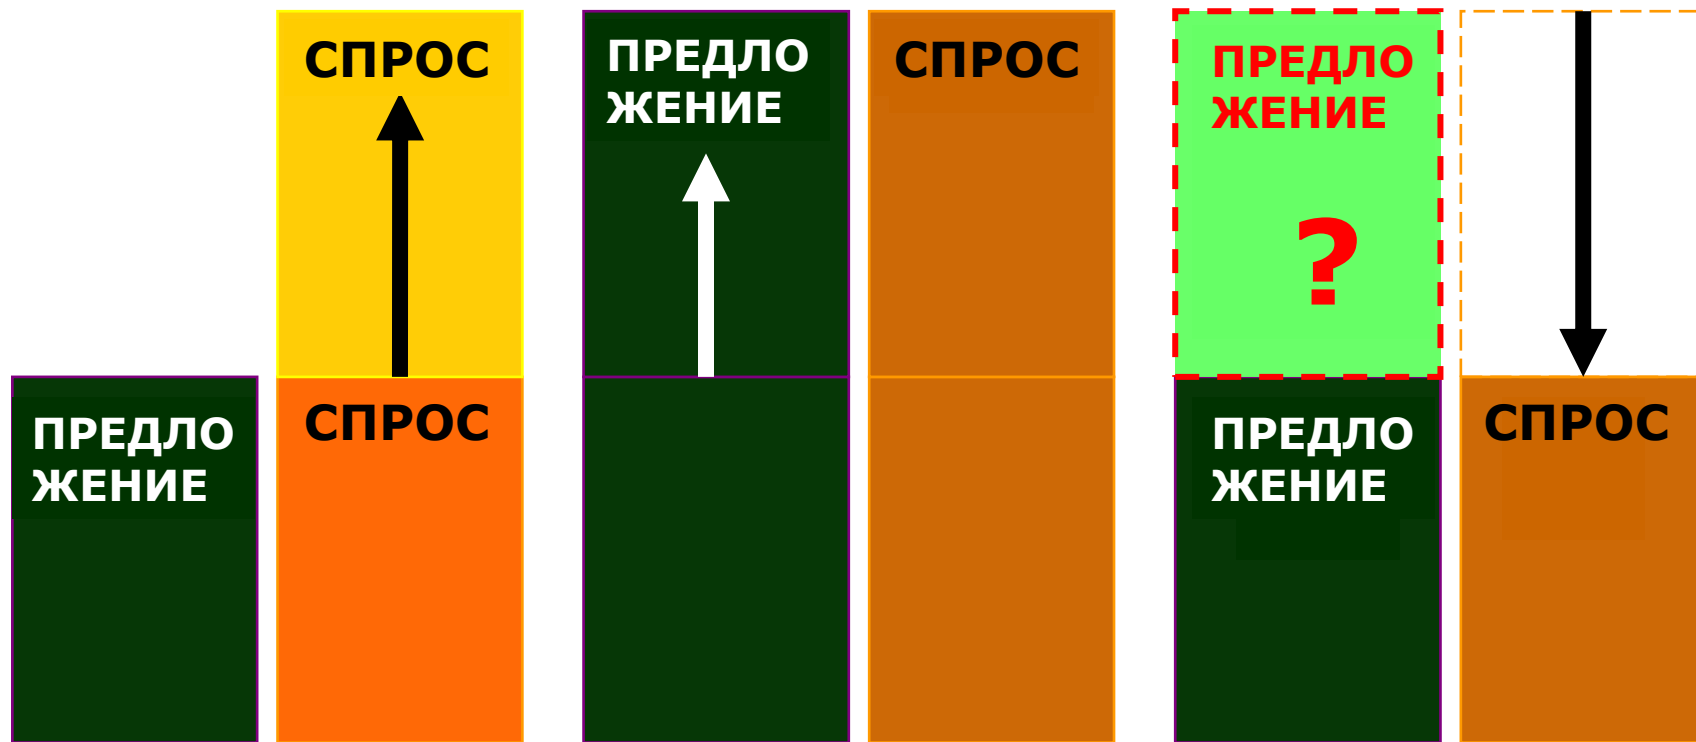 СПРОС
ПРЕДЛО
ЖЕНИЕ
СПРОС
ПРЕДЛО
ЖЕНИЕ
СПРОС
ПРЕДЛО
ЖЕНИЕ
?
ПРЕДЛО
ЖЕНИЕ
СПРОС